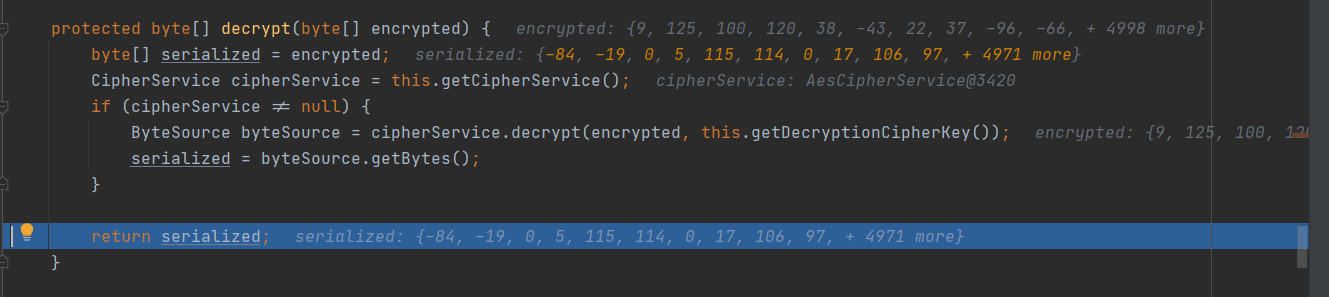 protected byte[] decrypt(byte[] encrypted) {   encrypted: {9, 125, 100, 120, 38, -43, 22, 37, -96, -66, + 4998 more}
byte[] serialized = encrypted;   serialized: {-84, -19, 0, 5, 115, 114, 0, 17, 106, 97, + 4971 more}
CipherService cipherService = this.getCipherService();   cipherService: AesCipherService@3420
if (cipherService ≠ null) {
ByteSource byteSource = cipherService.decrypt(encrypted, this.getDecryptionCipherKey());   encrypted: {9, 125, 100,
serialized = byteSource.getBytes();
}
return serialized;   serialized: {-84, -19, 0, 5, 115, 114, 0, 17, 106, 97, + 4971 more}
}